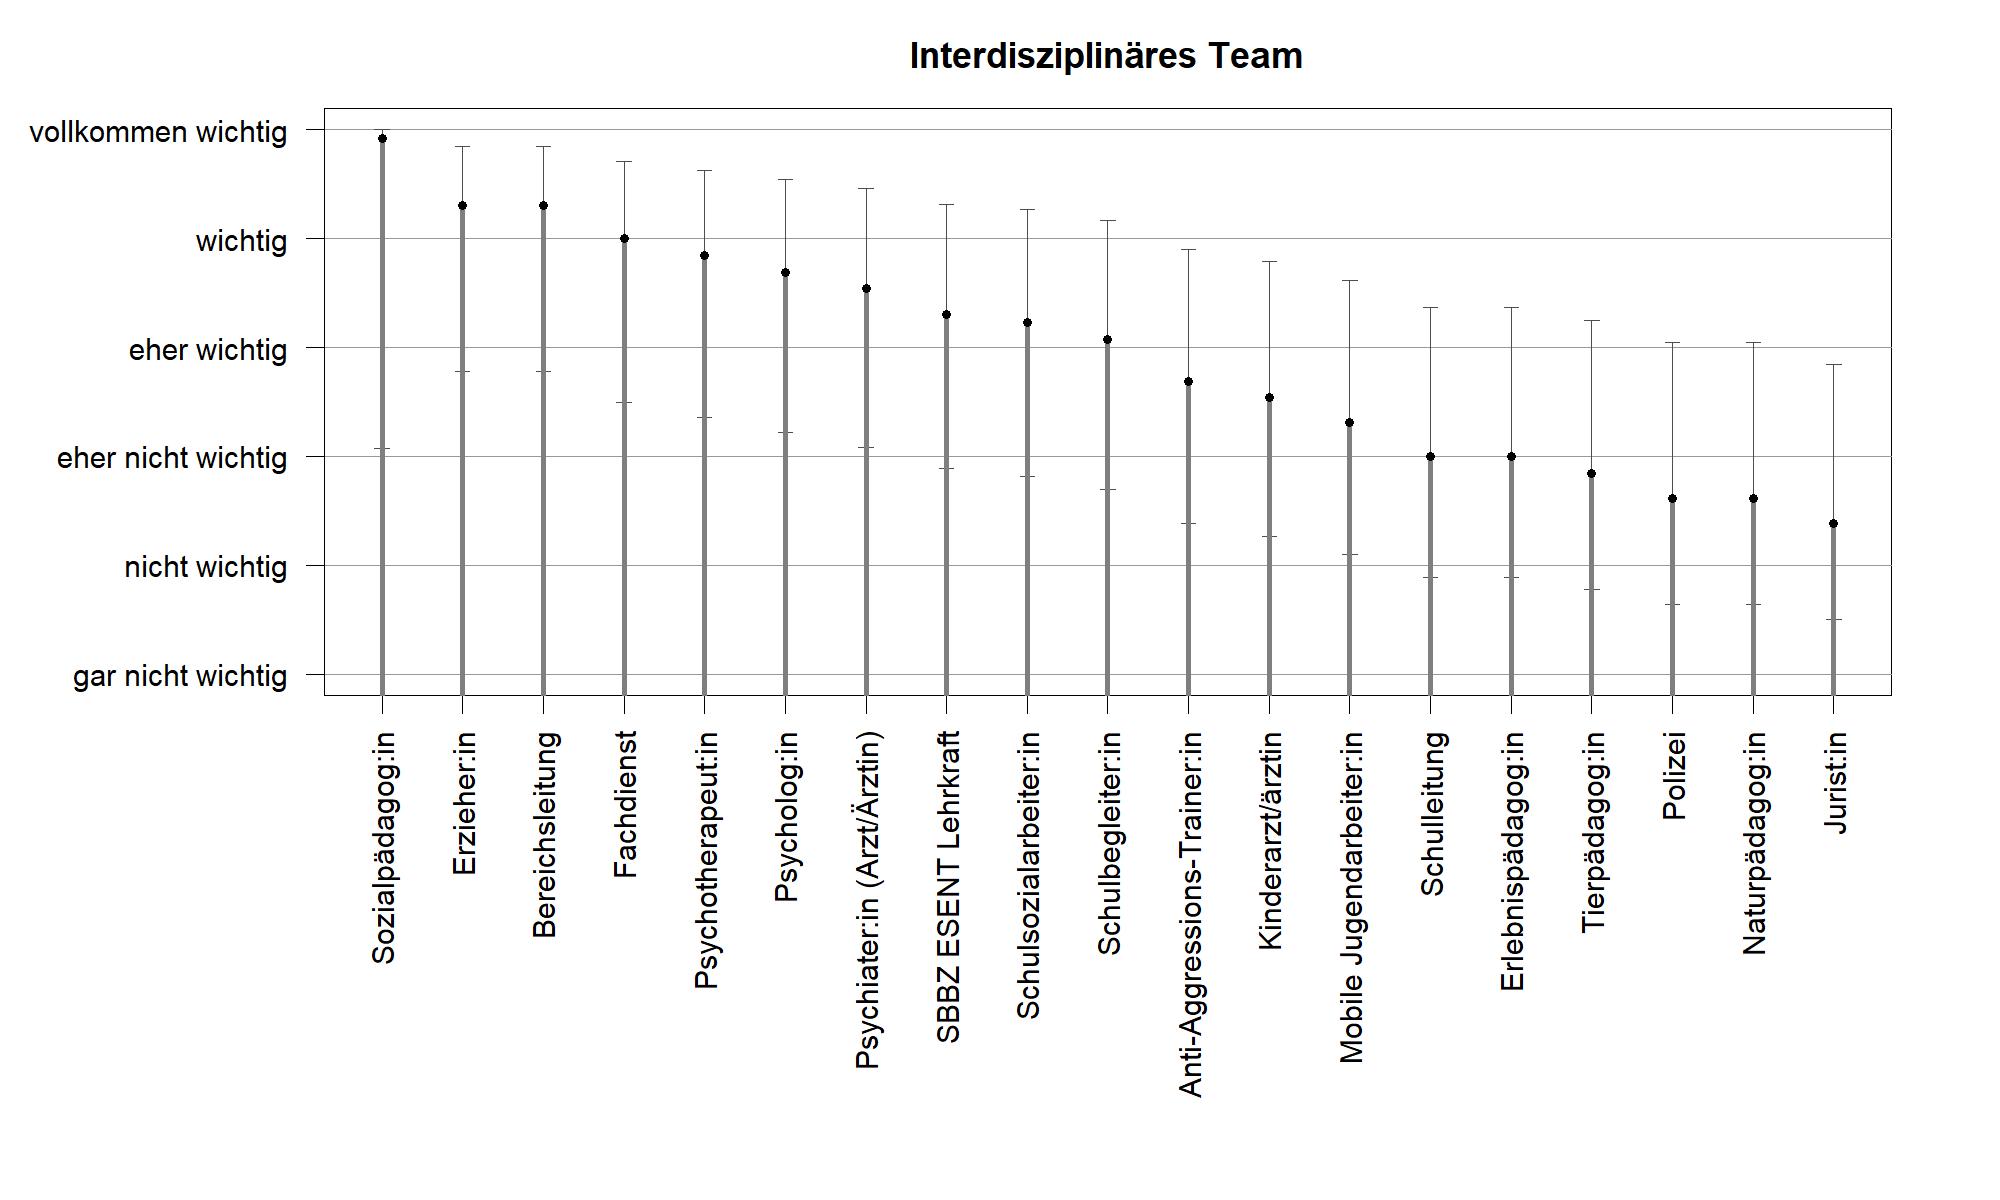 Interdisziplinäres Team
vollkommen wichtig
wichtig
eher wichtig
eher nicht wichtig
nicht wichtig
gar nicht wichtig
Sozialpädagog:in
Erzieher:in
Bereichsleitung
Fachdienst
Psychotherapeut:in
Psycholog:in
Psychiater:in (Arzt/Ärztin)
SBBZ ESENT Lehrkraft
Schulsozialarbeiter:in
Schulbegleiter:in
Anti-Aggressions-Trainer:in
Kinderarzt/ärztin
Mobile Jugendarbeiter:in
Schulleitung
Erlebnispädagog:in
Tierpädagog:in
Polizei
Naturpädagog:in
Jurist:in